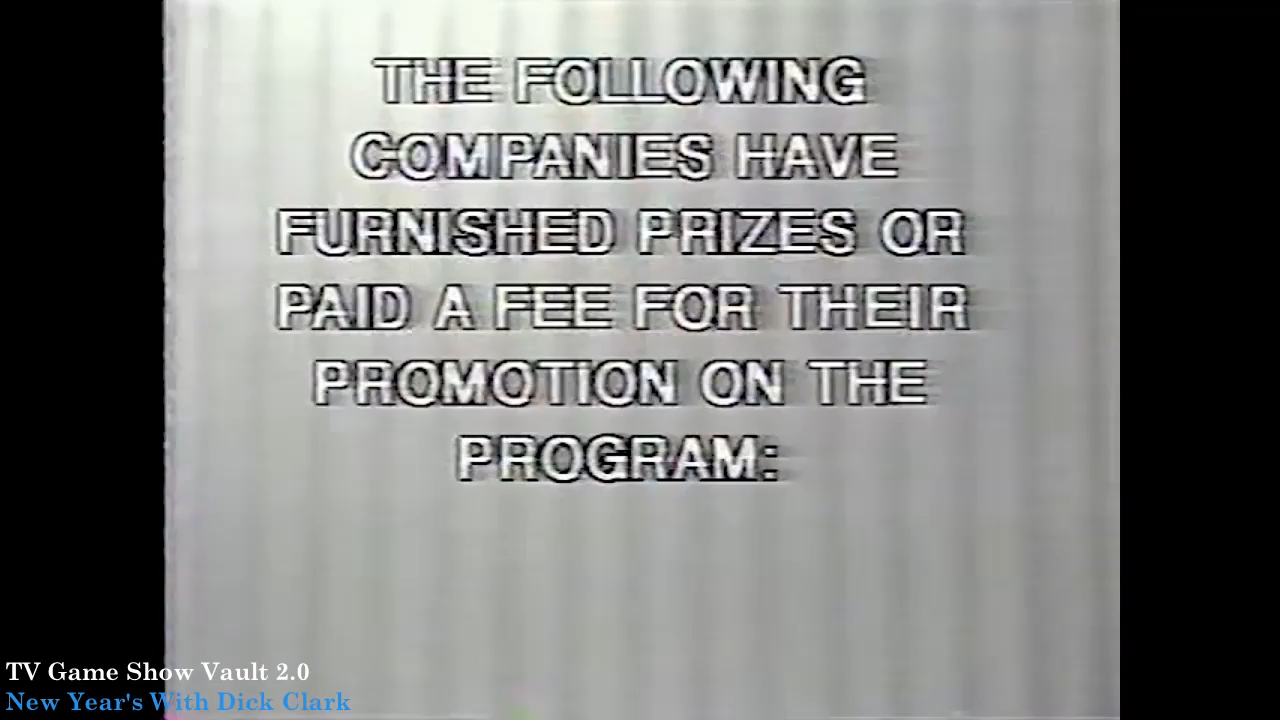 THE FOLLOWING
COMPANIES HAVE
FURNISHED PRIZES OR
PAID A FEE FOR THEIR
PROMOTION ON THE
PROGRAM:
TV Game Show Vault 2.0
New Year's With Dick Clark